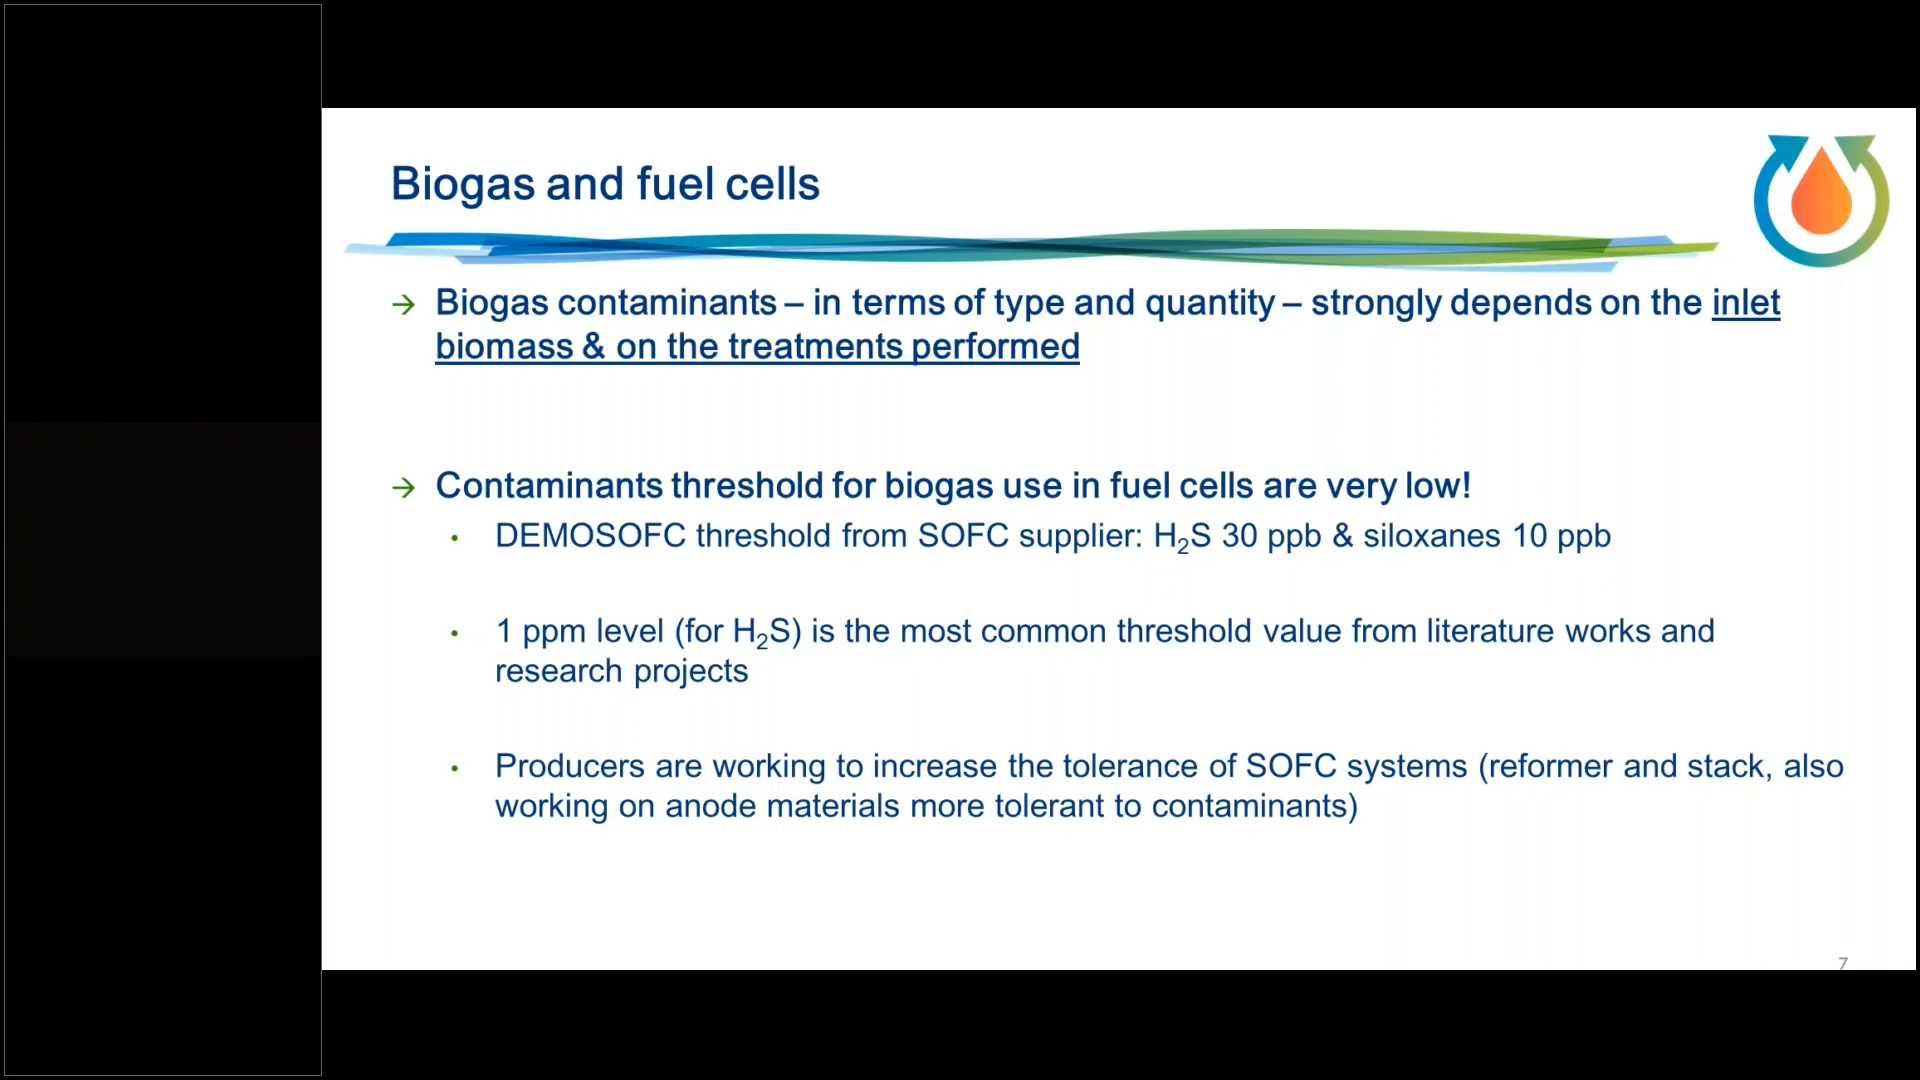 Biogas and fuel cells
→ Biogas contaminants – in terms of type and quantity – strongly depends on the inlet
biomass & on the treatments performed
→ Contaminants threshold for biogas use in fuel cells are very low!
• DEMOSOFC threshold from SOFC supplier: H₂S 30 ppb & siloxanes 10 ppb
• 1 ppm level (for H₂S) is the most common threshold value from literature works and
research projects
• Producers are working to increase the tolerance of SOFC systems (reformer and stack, also
working on anode materials more tolerant to contaminants)
7